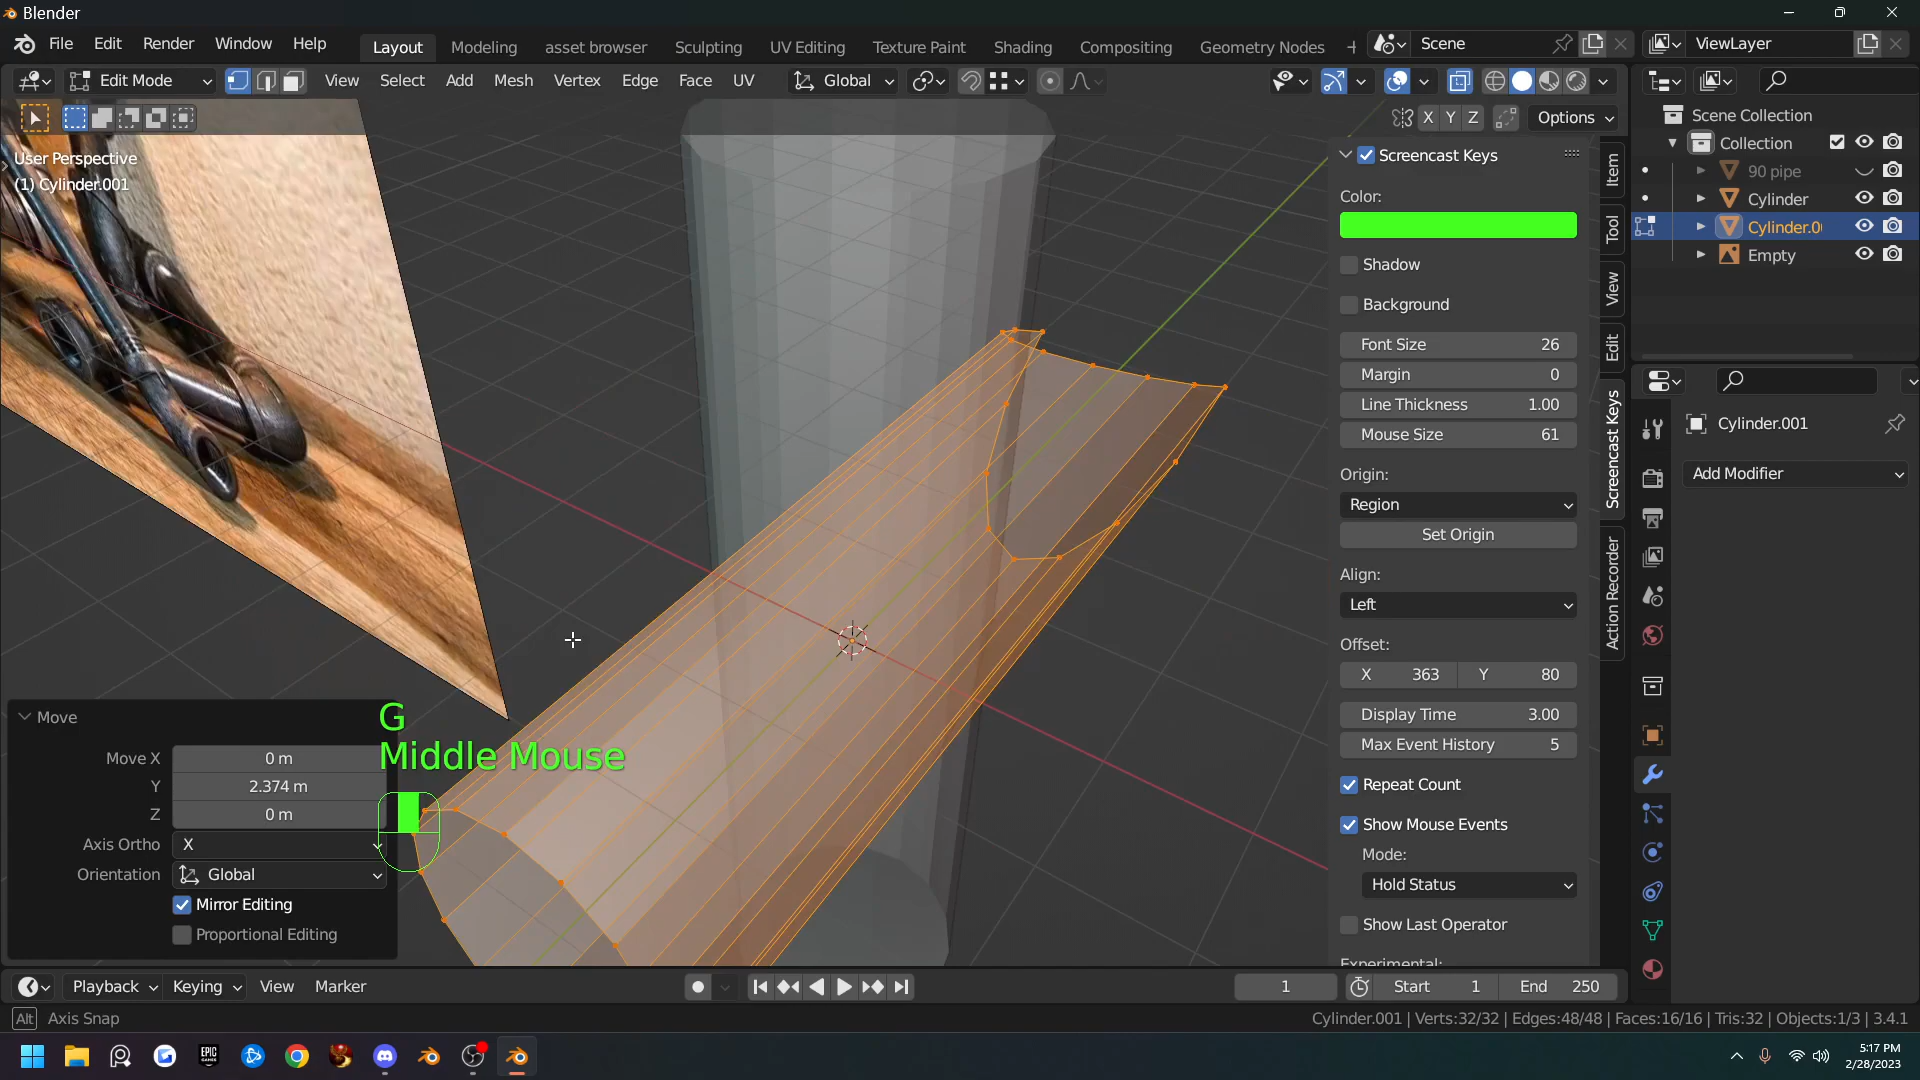 Blender
File Edit Render Window Help
Layout Modeling asset browser Sculpting UV Editing Texture Paint Shading Compositing Geometry Nodes
Scene
ViewLayer
Edit Mode
View Select Add Mesh Vertex Edge Face UV
Global
X Y Z
Options
User Perspective
(1) Cylinder.001
Scene Collection
Collection
90 pipe
Cylinder
Cylinder.0
Empty
Screencast Keys
Color:
Shadow
Background
Font Size 26
Margin 0
Line Thickness 1.00
Mouse Size 61
Origin:
Region
Set Origin
Align:
Left
Offset:
X 363 Y 80
Display Time 3.00
Max Event History 5
Repeat Count
Show Mouse Events
Mode:
Hold Status
Show Last Operator
Experimental:
Item
Tool
View
Edit
Screencast Keys
Action Recorder
Cylinder.001
Add Modifier
G
Middle Mouse
Move
Move X 0 m
Y 2.374 m
Z 0 m
Axis Ortho X
Orientation Global
Mirror Editing
Proportional Editing
Playback Keying View Marker
1
Start 1
End 250
Alt Axis Snap
Cylinder.001 | Verts:32/32 | Edges:48/48 | Faces:16/16 | Tris:32 | Objects:1/3 | 3.4.1
EPIC GAMES
5:17 PM
2/28/2023